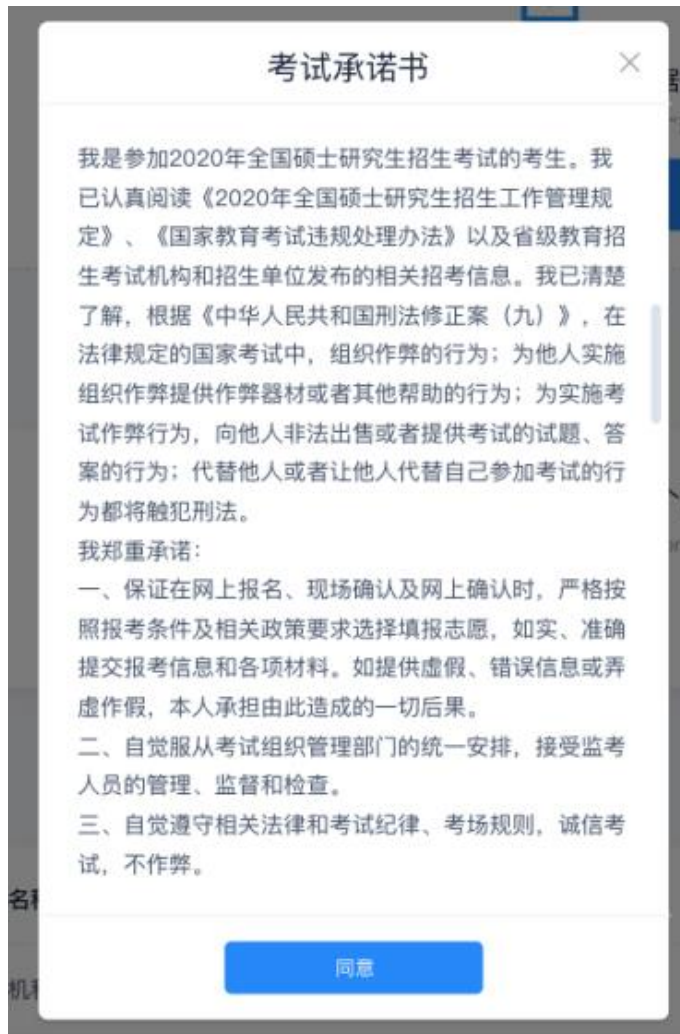 考试承诺书
我是参加2020年全国硕士研究生招生考试的考生。我
已认真阅读《2020年全国硕士研究生招生工作管理规
定》、《国家教育考试违规处理办法》以及省级教育招
生考试机构和招生单位发布的相关招考信息。我已清楚
了解，根据《中华人民共和国刑法修正案（九）》，在
法律规定的国家考试中，组织作弊的行为；为他人实施
组织作弊提供作弊器材或者其他帮助的行为；为实施考
试作弊行为，向他人非法出售或者提供考试的试题、答
案的行为；代替他人或者让他人代替自己参加考试的行
为都将触犯刑法。
我郑重承诺：
一、保证在网上报名、现场确认及网上确认时，严格按
照报考条件及相关政策要求选择填报志愿，如实、准确
提交报考信息和各项材料。如提供虚假、错误信息或弄
虚作假，本人承担由此造成的一切后果。
二、自觉服从考试组织管理部门的统一安排，接受监考
人员的管理、监督和检查。
三、自觉遵守相关法律和考试纪律、考场规则，诚信考
试，不作弊。
同意